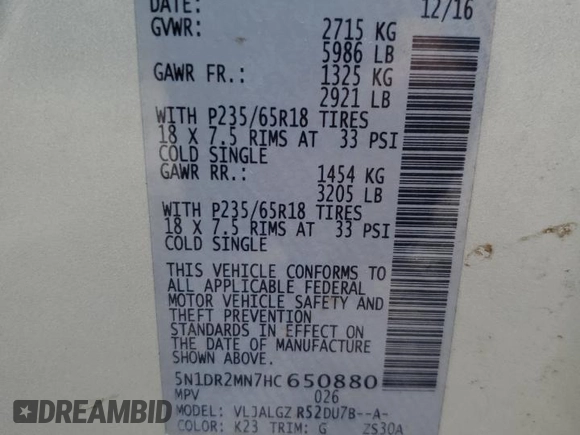 DATE: 12/16
GVWR: 2715 KG
5986 LB
GAWR FR.: 1325 KG
2921 LB
WITH P235/65R18 TIRES
18 X 7.5 RIMS AT 33 PSI
COLD SINGLE
GAWR RR.: 1454 KG
3205 LB
WITH P235/65R18 TIRES
18 X 7.5 RIMS AT 33 PSI
COLD SINGLE
THIS VEHICLE CONFORMS TO
ALL APPLICABLE FEDERAL
MOTOR VEHICLE SAFETY AND
THEFT PREVENTION
STANDARDS IN EFFECT ON
THE DATE OF MANUFACTURE
SHOWN ABOVE.
5N1DR2MN7HC650880
MPV 026
MODEL: VLJALGZ RS2DU7B--A-
COLOR: K23 TRIM: G ZS30A
DEALERS
AUCTION HISTORY